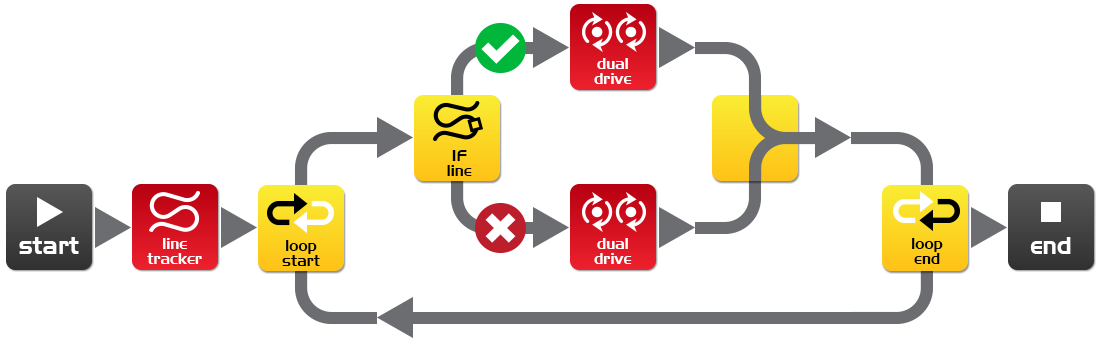 start
line
tracker
loop
start
IF
line
dual
drive
dual
drive
loop
end
end